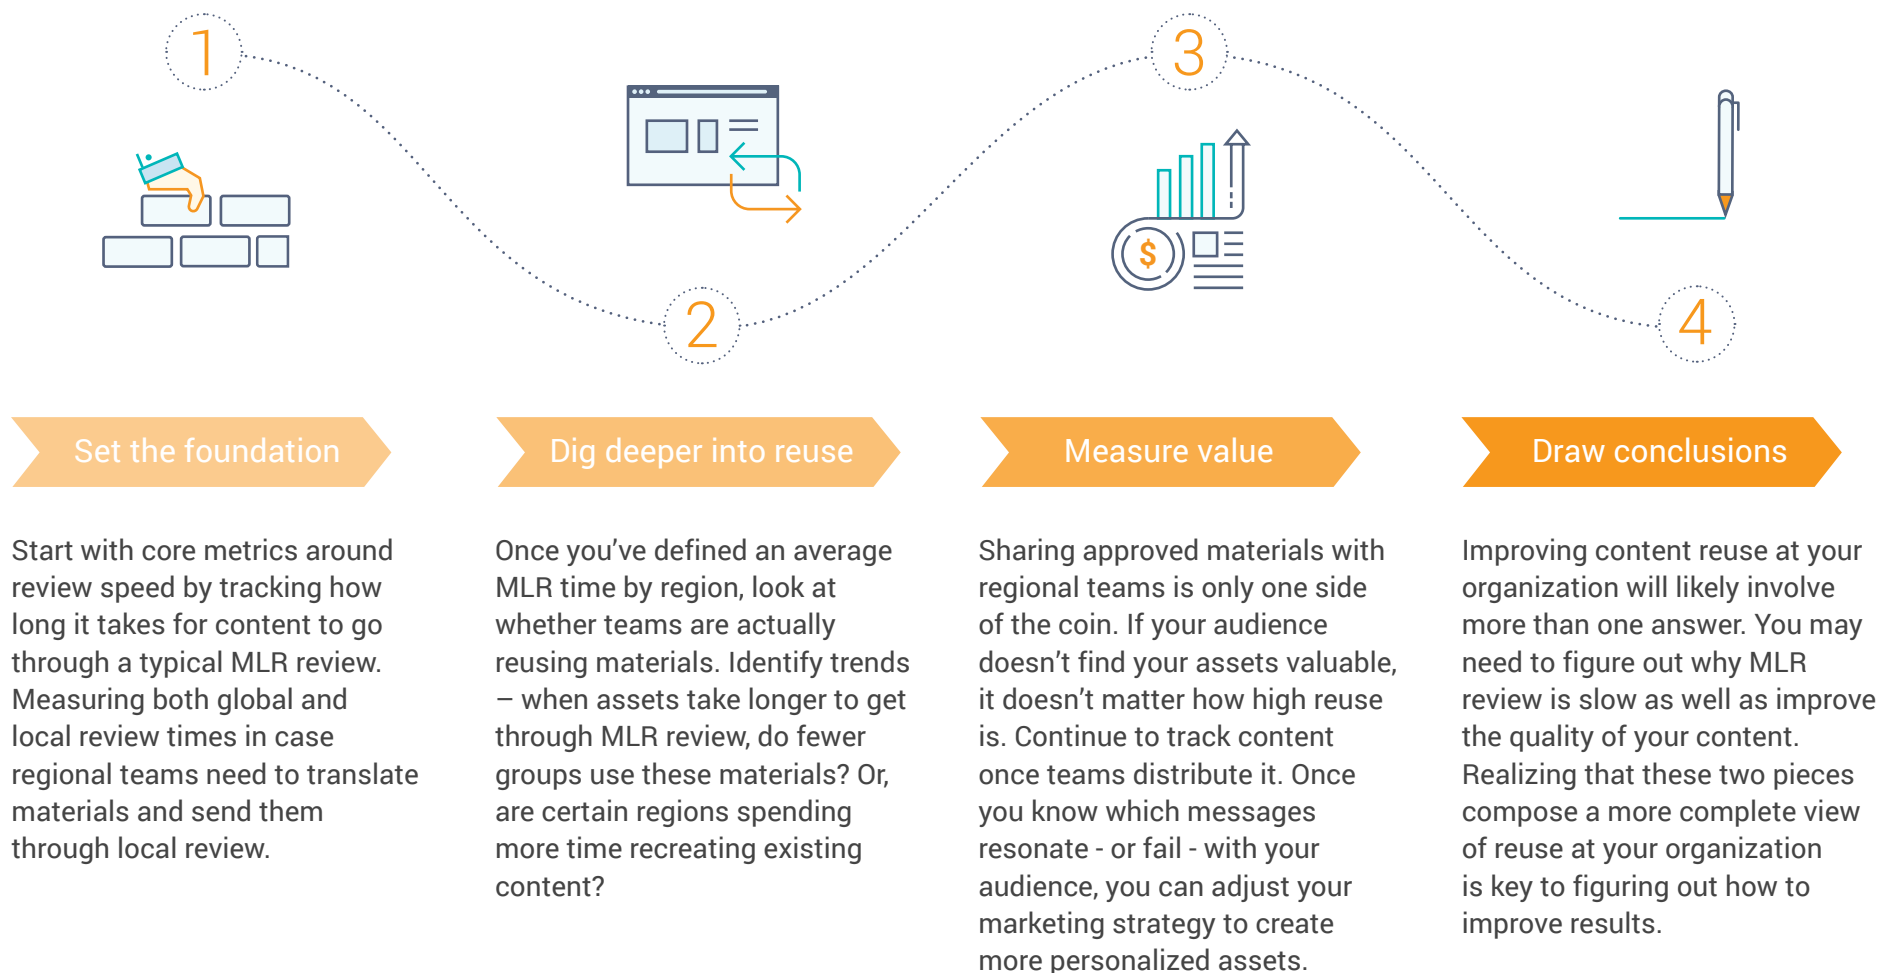 1
2
3
4
$
Set the foundation
Start with core metrics around
review speed by tracking how
long it takes for content to go
through a typical MLR review.
Measuring both global and
local review times in case
regional teams need to translate
materials and send them
through local review.
Dig deeper into reuse
Once you’ve defined an average
MLR time by region, look at
whether teams are actually
reusing materials. Identify trends
– when assets take longer to get
through MLR review, do fewer
groups use these materials? Or,
are certain regions spending
more time recreating existing
content?
Measure value
Sharing approved materials with
regional teams is only one side
of the coin. If your audience
doesn’t find your assets valuable,
it doesn’t matter how high reuse
is. Continue to track content
once teams distribute it. Once
you know which messages
resonate - or fail - with your
audience, you can adjust your
marketing strategy to create
more personalized assets.
Draw conclusions
Improving content reuse at your
organization will likely involve
more than one answer. You may
need to figure out why MLR
review is slow as well as improve
the quality of your content.
Realizing that these two pieces
compose a more complete view
of reuse at your organization
is key to figuring out how to
improve results.